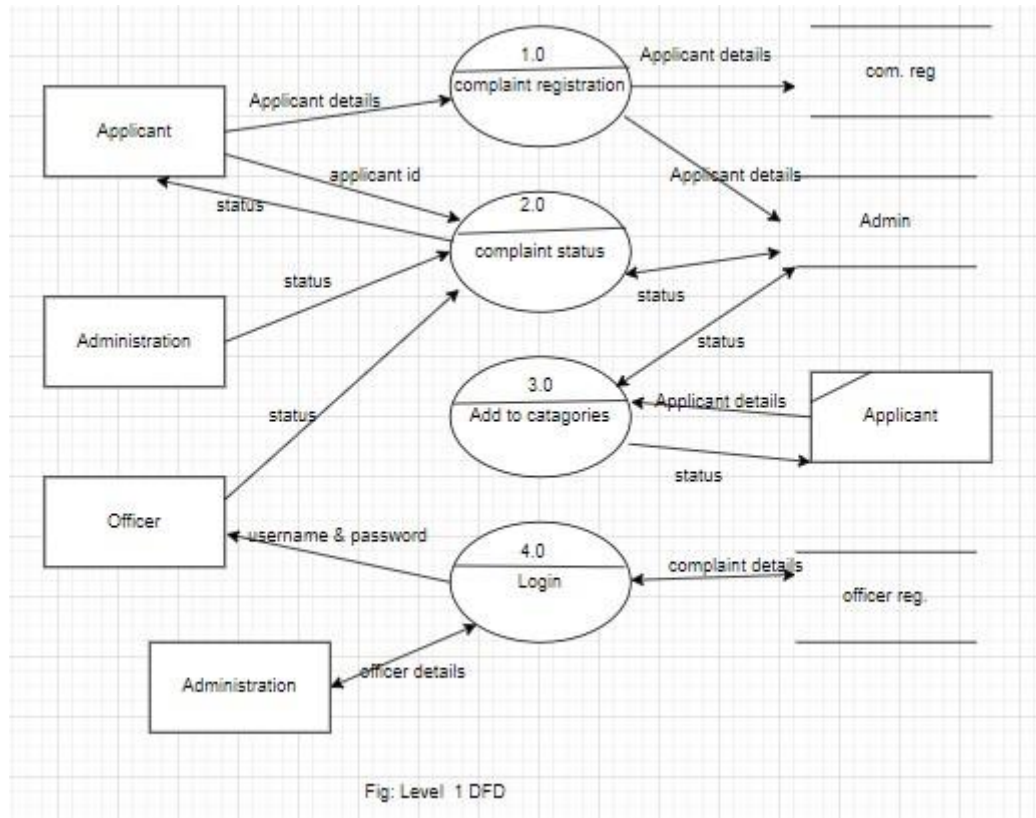 1.0
complaint registration
Applicant details
com. reg
Applicant
Applicant details
applicant id
status
Applicant details
2.0
complaint status
Admin
status
status
Administration
status
3.0
Add to catagories
Applicant details
Applicant
status
status
Officer
username & password
4.0
Login
complaint details
officer reg.
Administration
officer details
Fig: Level 1 DFD